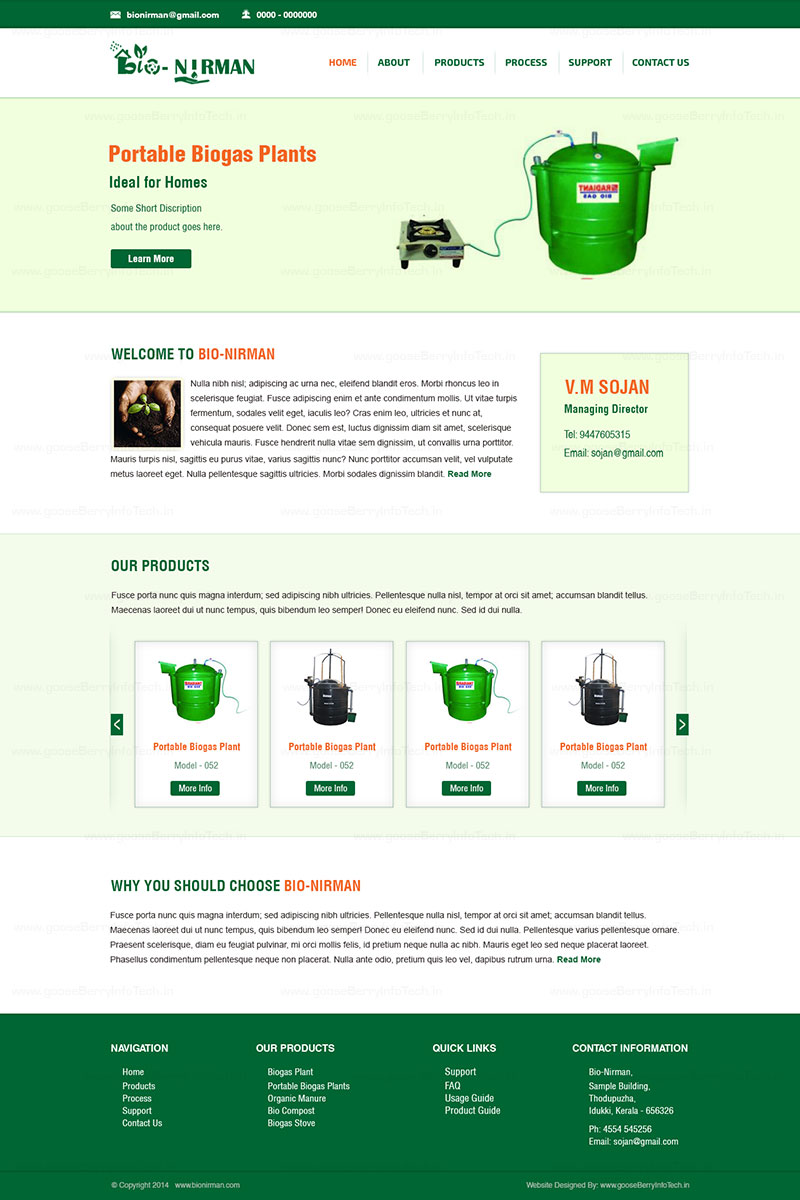 bionirman@gmail.com 0000 - 0000000
Bio- NIRMAN
HOME ABOUT PRODUCTS PROCESS SUPPORT CONTACT US
Portable Biogas Plants
Ideal for Homes
Some Short Discription
about the product goes here.
Learn More
RADIANT
BIO GAS
WELCOME TO BIO-NIRMAN
Nulla nibh nisl; adipiscing ac urna nec, eleifend blandit eros. Morbi rhoncus leo in
scelerisque feugiat. Fusce adipiscing enim et ante condimentum mollis. Ut vitae turpis
fermentum, sodales velit eget, iaculis leo? Cras enim leo, ultricies et nunc at,
consequat posuere velit. Donec sem est, luctus dignissim diam sit amet, scelerisque
vehicula mauris. Fusce hendrerit nulla vitae sem dignissim, ut convallis urna porttitor.
Mauris turpis nisl, sagittis eu purus vitae, varius sagittis nunc? Nunc porttitor accumsan velit, vel vulputate
metus laoreet eget. Nulla pellentesque sagittis ultricies. Morbi sodales dignissim blandit. Read More
V.M SOJAN
Managing Director
Tel: 9447605315
Email: sojan@gmail.com
OUR PRODUCTS
Fusce porta nunc quis magna interdum; sed adipiscing nibh ultricies. Pellentesque nulla nisl, tempor at orci sit amet; accumsan blandit tellus.
Maecenas laoreet dui ut nunc tempus, quis bibendum leo semper! Donec eu eleifend nunc. Sed id dui nulla.
Portable Biogas Plant
Model - 052
More Info
Portable Biogas Plant
Model - 052
More Info
Portable Biogas Plant
Model - 052
More Info
Portable Biogas Plant
Model - 052
More Info
WHY YOU SHOULD CHOOSE BIO-NIRMAN
Fusce porta nunc quis magna interdum; sed adipiscing nibh ultricies. Pellentesque nulla nisl, tempor at orci sit amet; accumsan blandit tellus.
Maecenas laoreet dui ut nunc tempus, quis bibendum leo semper! Donec eu eleifend nunc. Sed id dui nulla. Pellentesque varius pellentesque ornare.
Praesent scelerisque, diam eu feugiat pulvinar, mi orci mollis felis, id pretium neque nulla ac nibh. Mauris eget leo sed neque placerat laoreet.
Phasellus condimentum pellentesque neque non placerat. Nulla ante odio, pretium quis leo vel, dapibus rutrum urna. Read More
NAVIGATION
Home
Products
Process
Support
Contact Us
OUR PRODUCTS
Biogas Plant
Portable Biogas Plants
Organic Manure
Bio Compost
Biogas Stove
QUICK LINKS
Support
FAQ
Usage Guide
Product Guide
CONTACT INFORMATION
Bio-Nirman,
Sample Building,
Thodupuzha,
Idukki, Kerala - 656326
Ph: 4554 545256
Email: sojan@gmail.com
© Copyright 2014 www.bionirman.com
Website Designed By: www.gooseBerryInfoTech.in